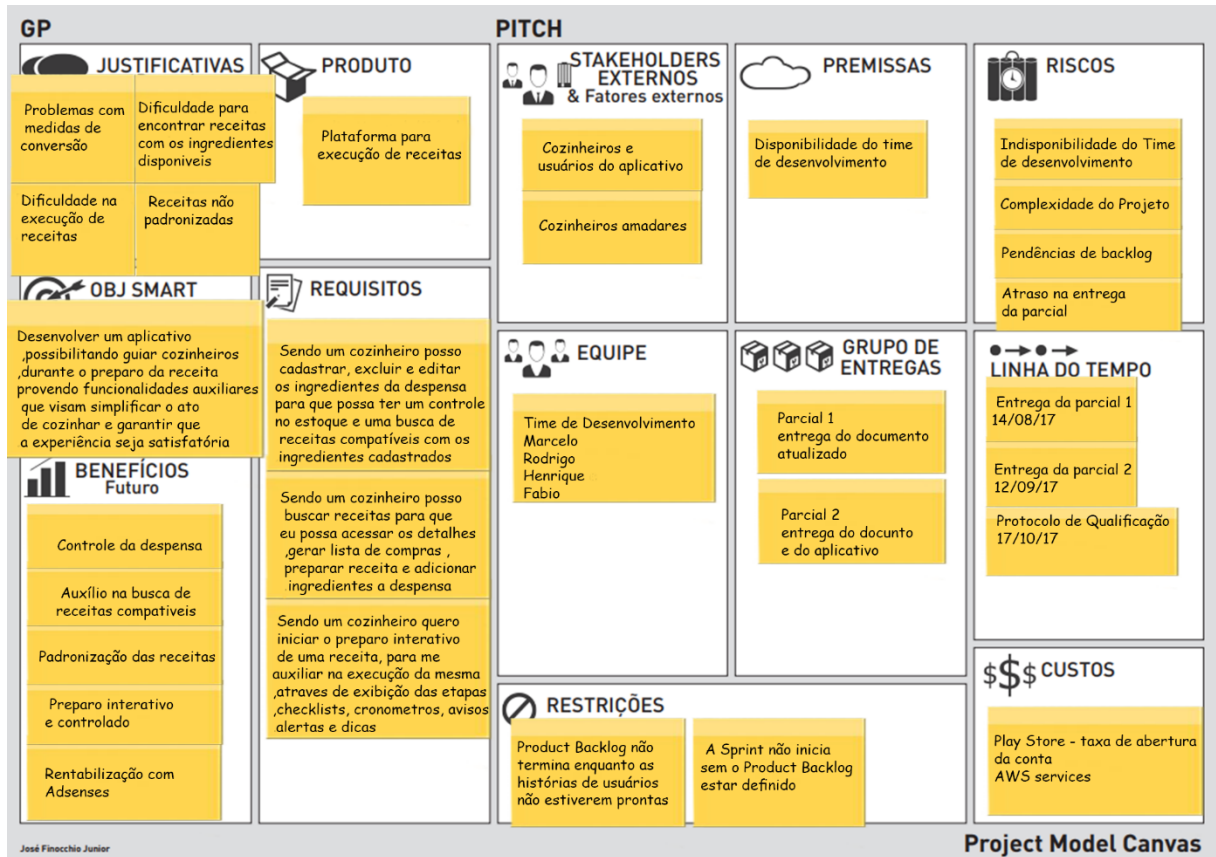 GP
PITCH
JUSTIFICATIVAS
Problemas com
medidas de
conversão
Dificuldade para
encontrar receitas
com os ingredientes
disponiveis
Dificuldade na
execução de
receitas
Receitas não
padronizadas
PRODUTO
Plataforma para
execução de receitas
STAKEHOLDERS
EXTERNOS
& Fatores externos
Cozinheiros e
usuários do aplicativo
Cozinheiros amadares
PREMISSAS
Disponibilidade do time
de desenvolvimento
RISCOS
Indisponibilidade do Time
de desenvolvimento
Complexidade do Projeto
Pendências de backlog
Atraso na entrega
da parcial
OBJ SMART
Desenvolver um aplicativo
,possibilitando guiar cozinheiros
,durante o preparo da receita
provendo funcionalidades auxiliares
que visam simplificar o ato
de cozinhar e garantir que
a experiência seja satisfatória
REQUISITOS
Sendo um cozinheiro posso
cadastrar, excluir e editar
os ingredientes da despensa
para que possa ter um controle
no estoque e uma busca de
receitas compatíveis com os
ingredientes cadastrados
Sendo um cozinheiro posso
buscar receitas para que
eu possa acessar os detalhes
,gerar lista de compras ,
preparar receita e adicionar
ingredientes a despensa
Sendo um cozinheiro quero
iniciar o preparo interativo
de uma receita, para me
auxiliar na execução da mesma
,atraves de exibição das etapas
,checklists, cronometros, avisos
alertas e dicas
EQUIPE
Time de Desenvolvimento
Marcelo
Rodrigo
Henrique
Fabio
GRUPO DE
ENTREGAS
Parcial 1
entrega do documento
atualizado
Parcial 2
entrega do docunto
e do aplicativo
LINHA DO TEMPO
Entrega da parcial 1
14/08/17
Entrega da parcial 2
12/09/17
Protocolo de Qualificação
17/10/17
BENEFÍCIOS
Futuro
Controle da despensa
Auxílio na busca de
receitas compativeis
Padronização das receitas
Preparo interativo
e controlado
Rentabilização com
Adsenses
RESTRIÇÕES
Product Backlog não
termina enquanto as
histórias de usuários
não estiverem prontas
A Sprint não inicia
sem o Product Backlog
estar definido
$$$ CUSTOS
Play Store - taxa de abertura
da conta
AWS services
José Finocchio Junior
Project Model Canvas